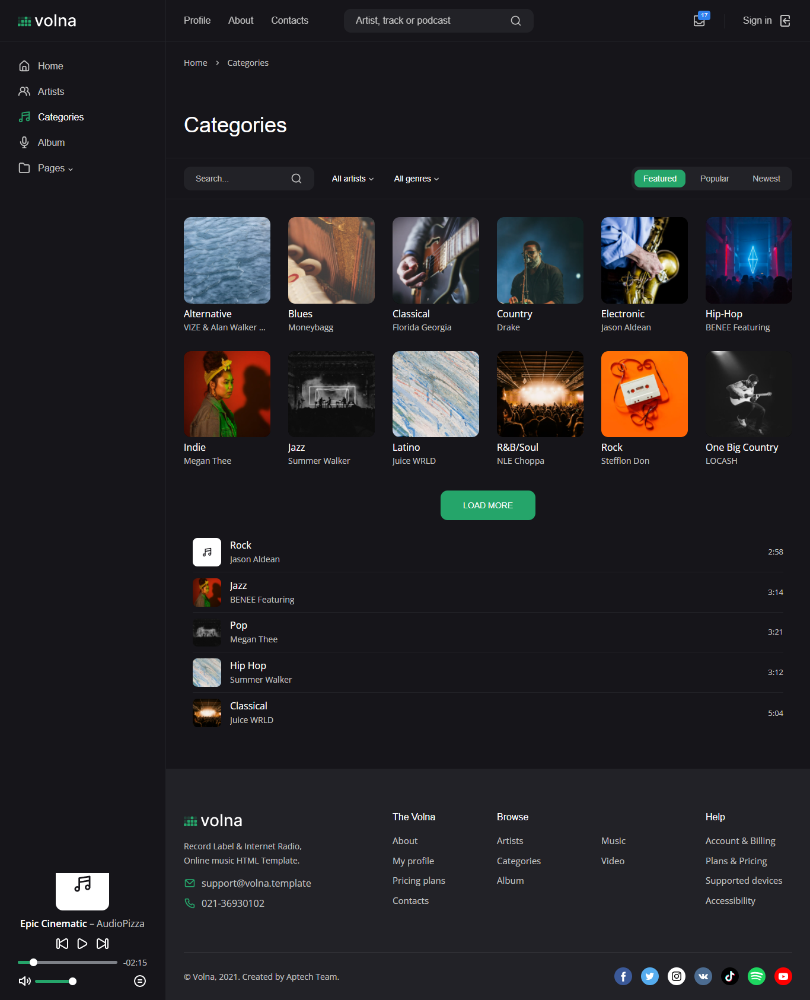 volna
Profile
About
Contacts
Artist, track or podcast
17
Sign in
Home
Artists
Categories
Album
Pages
Home
Categories
Categories
Search...
All artists
All genres
Featured
Popular
Newest
Alternative
VIZE & Alan Walker ...
Blues
Moneybagg
Classical
Florida Georgia
Country
Drake
Electronic
Jason Aldean
Hip-Hop
BENEE Featuring
Indie
Megan Thee
Jazz
Summer Walker
Latino
Juice WRLD
R&B/Soul
NLE Choppa
Rock
Stefflon Don
One Big Country
LOCASH
LOAD MORE
Rock
Jason Aldean
2:58
Jazz
BENEE Featuring
3:14
Pop
Megan Thee
3:21
Hip Hop
Summer Walker
3:12
Classical
Juice WRLD
5:04
Epic Cinematic – AudioPizza
-02:15
volna
Record Label & Internet Radio,
Online music HTML Template.
support@volna.template
021-36930102
The Volna
About
My profile
Pricing plans
Contacts
Browse
Artists
Categories
Album
Music
Video
Help
Account & Billing
Plans & Pricing
Supported devices
Accessibility
© Volna, 2021. Created by Aptech Team.